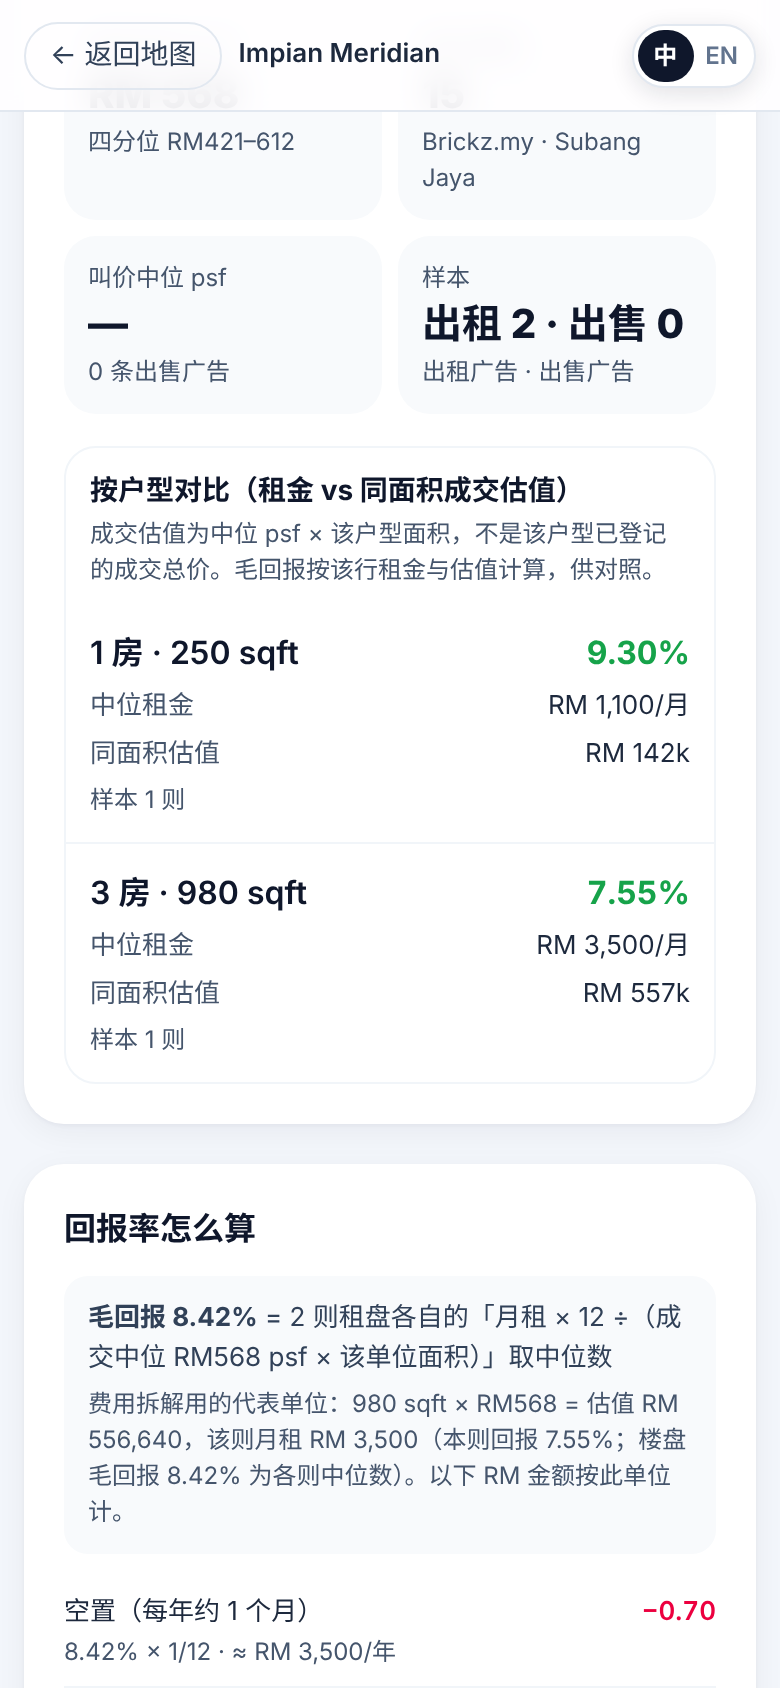 ← 返回地图
Impian Meridian
中
EN
RM 568
15
四分位 RM421–612
Brickz.my · Subang
Jaya
叫价中位 psf
—
0 条出售广告
样本
出租 2 · 出售 0
出租广告 · 出售广告
按户型对比（租金 vs 同面积成交估值）
成交估值为中位 psf × 该户型面积，不是该户型已登记
的成交总价。毛回报按该行租金与估值计算，供对照。
1 房 · 250 sqft
9.30%
中位租金
RM 1,100/月
同面积估值
RM 142k
样本 1 则
3 房 · 980 sqft
7.55%
中位租金
RM 3,500/月
同面积估值
RM 557k
样本 1 则
回报率怎么算
毛回报 8.42% = 2 则租盘各自的「月租 × 12 ÷（成
交中位 RM568 psf × 该单位面积）」取中位数
费用拆解用的代表单位：980 sqft × RM568 = 估值 RM
556,640，该则月租 RM 3,500（本则回报 7.55%；楼盘
毛回报 8.42% 为各则中位数）。以下 RM 金额按此单位
计。
空置（每年约 1 个月）
−0.70
8.42% × 1/12 · ≈ RM 3,500/年